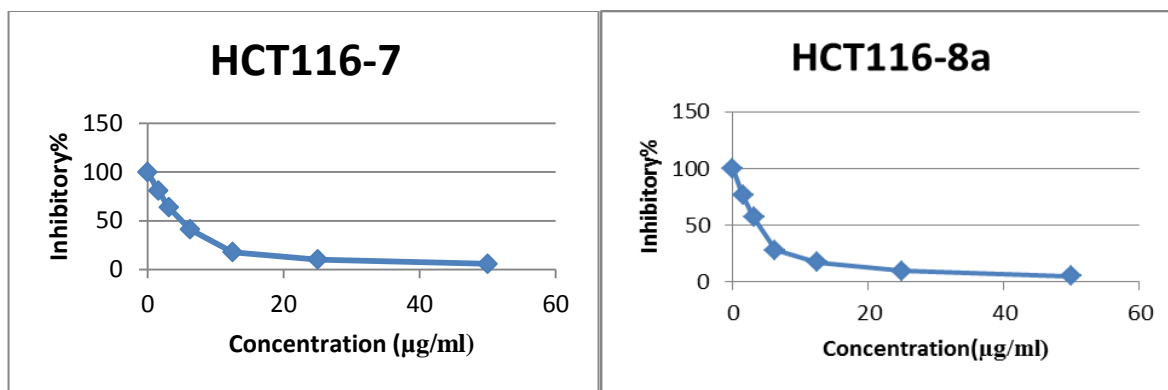 HCT116-7
150
100
50
0
0 20 40 60
Inhibitory%
Concentration (µg/ml)
HCT116-8a
150
100
50
0
0 20 40 60
Inhibitory%
Concentration(µg/ml)